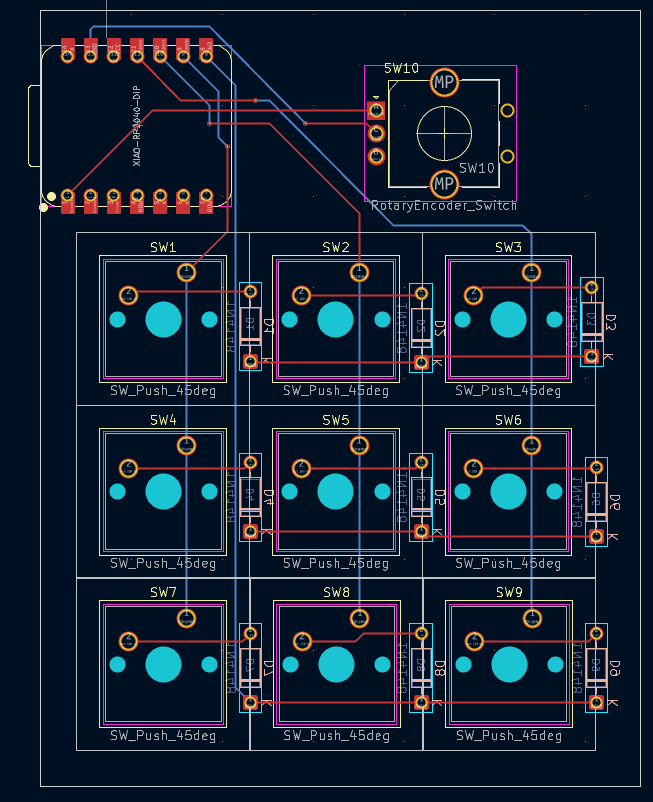 SW10
MP
XIAO-RP2040-DIP
SW10
MP
RotaryEncoder_Switch
SW1
SW2
SW3
1
1
1
2
2
2
D1
D2
D3
1N4148
1N4148
1N4148
K
K
K
SW_Push_45deg
SW_Push_45deg
SW_Push_45deg
SW4
SW5
SW6
1
1
1
2
2
2
D4
D5
D6
1N4148
1N4148
1N4148
K
K
K
SW_Push_45deg
SW_Push_45deg
SW_Push_45deg
SW7
SW8
SW9
1
1
1
2
2
2
D7
D8
D9
1N4148
1N4148
1N4148
K
K
K
SW_Push_45deg
SW_Push_45deg
SW_Push_45deg